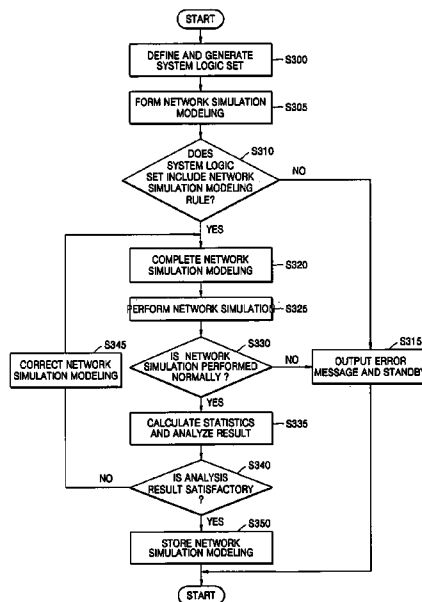 START
DEFINE AND GENERATE
SYSTEM LOGIC SET
S300
FORM NETWORK SIMULATION
MODELING
S305
DOES
SYSTEM LOGIC
SET INCLUDE NETWORK
SIMULATION MODELING
RULE?
S310
NO
YES
COMPLETE NETWORK
SIMULATION MODELING
S320
PERFORM NETWORK SIMULATION
S325
S345
CORRECT NETWORK
SIMULATION MODELING
IS NETWORK
SIMULATION PERFORMED
NORMALLY ?
S330
NO
S315
OUTPUT ERROR
MESSAGE AND STANDBY
YES
CALCULATE STATISTICS
AND ANALYZE RESULT
S335
NO
IS ANALYSIS
RESULT SATISFACTORY
?
S340
YES
S350
STORE NETWORK
SIMULATION MODELING
START